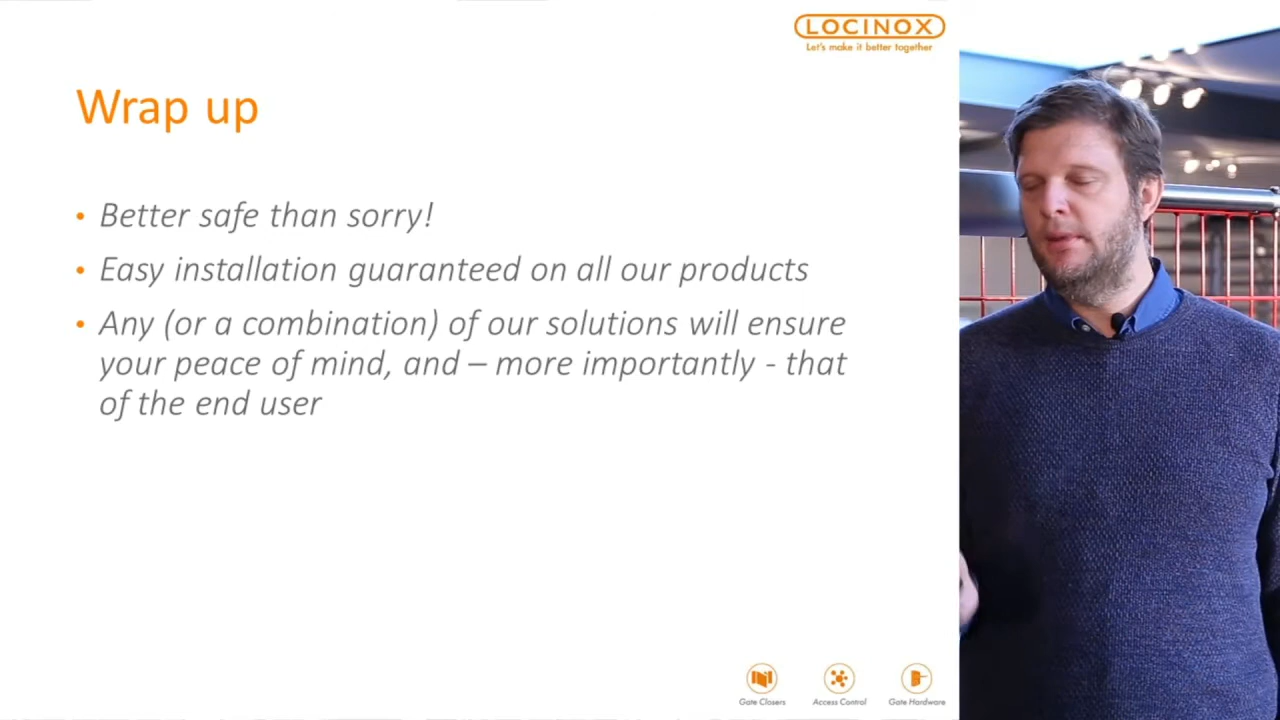 LOCINOX
Let's make it better together
Wrap up
• Better safe than sorry!
• Easy installation guaranteed on all our products
• Any (or a combination) of our solutions will ensure
your peace of mind, and – more importantly - that
of the end user
Gate Closers
Access Control
Gate Hardware